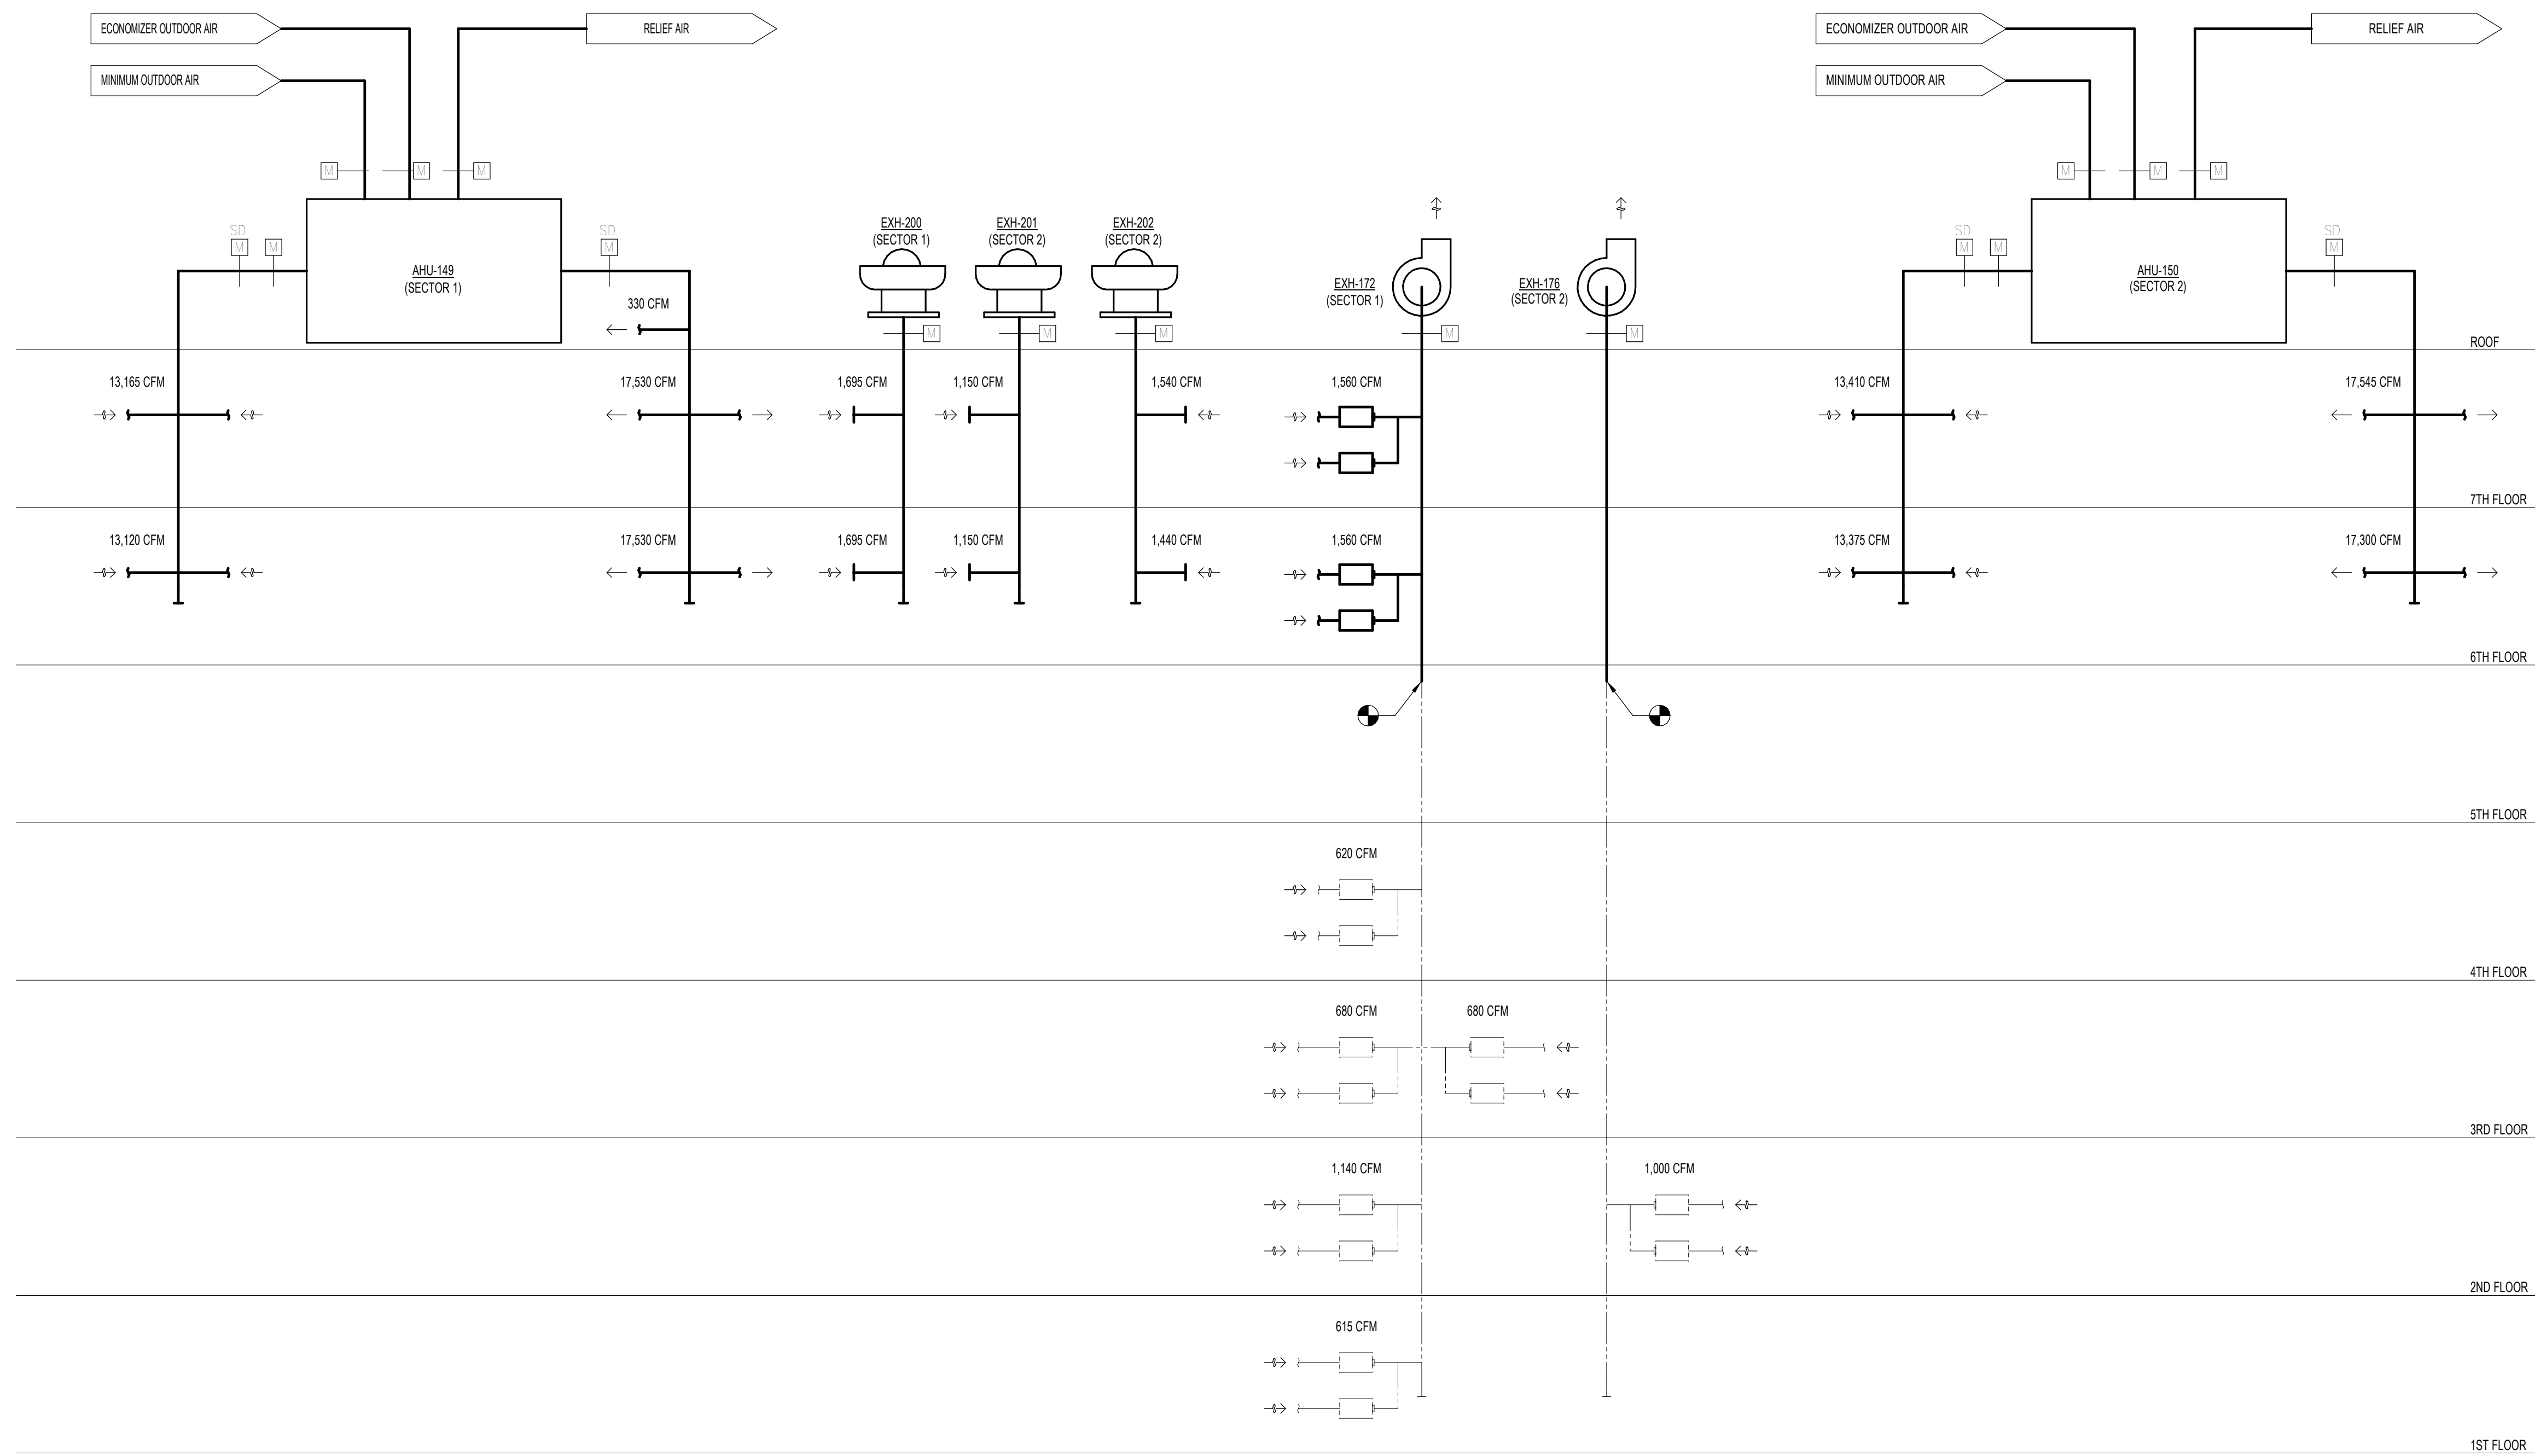 ECONOMIZER OUTDOOR AIR
RELIEF AIR
ECONOMIZER OUTDOOR AIR
RELIEF AIR
MINIMUM OUTDOOR AIR
MINIMUM OUTDOOR AIR
M
M
M
M
M
M
SD
M
M
SD
M
AHU-149
(SECTOR 1)
330 CFM
EXH-200
(SECTOR 1)
EXH-201
(SECTOR 2)
EXH-202
(SECTOR 2)
EXH-172
(SECTOR 1)
EXH-176
(SECTOR 2)
SD
M
M
SD
M
AHU-150
(SECTOR 2)
M
M
M
M
M
ROOF
13,165 CFM
17,530 CFM
1,695 CFM
1,150 CFM
1,540 CFM
1,560 CFM
13,410 CFM
17,545 CFM
7TH FLOOR
13,120 CFM
17,530 CFM
1,695 CFM
1,150 CFM
1,440 CFM
1,560 CFM
13,375 CFM
17,300 CFM
6TH FLOOR
5TH FLOOR
620 CFM
4TH FLOOR
680 CFM
680 CFM
3RD FLOOR
1,140 CFM
1,000 CFM
2ND FLOOR
615 CFM
1ST FLOOR